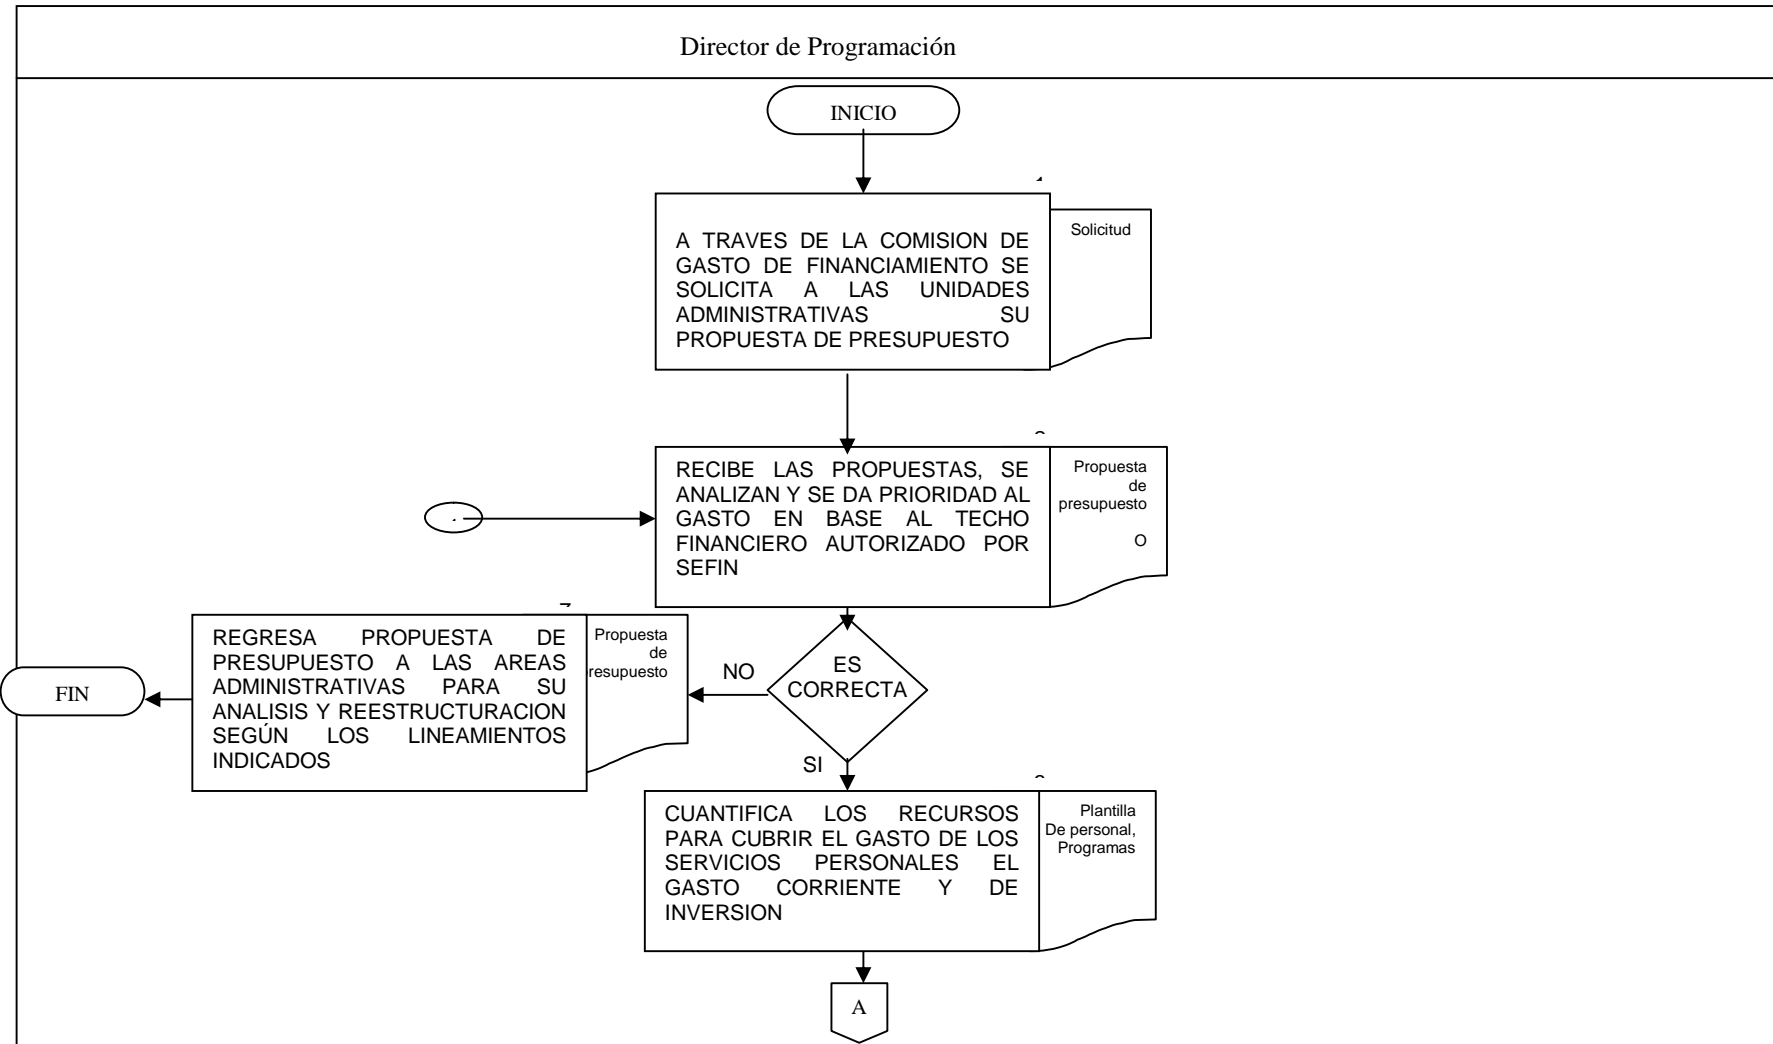 Director de Programación
INICIO
A TRAVES DE LA COMISION DE
GASTO DE FINANCIAMIENTO SE
SOLICITA A LAS UNIDADES
ADMINISTRATIVAS SU
PROPUESTA DE PRESUPUESTO
Solicitud
RECIBE LAS PROPUESTAS, SE
ANALIZAN Y SE DA PRIORIDAD AL
GASTO EN BASE AL TECHO
FINANCIERO AUTORIZADO POR
SEFIN
Propuesta
de
presupuesto
O
ES
CORRECTA
NO
REGRESA PROPUESTA DE
PRESUPUESTO A LAS AREAS
ADMINISTRATIVAS PARA SU
ANALISIS Y REESTRUCTURACION
SEGÚN LOS LINEAMIENTOS
INDICADOS
Propuesta
de
resupuesto
FIN
SI
CUANTIFICA LOS RECURSOS
PARA CUBRIR EL GASTO DE LOS
SERVICIOS PERSONALES EL
GASTO CORRIENTE Y DE
INVERSION
Plantilla
De personal,
Programas
A